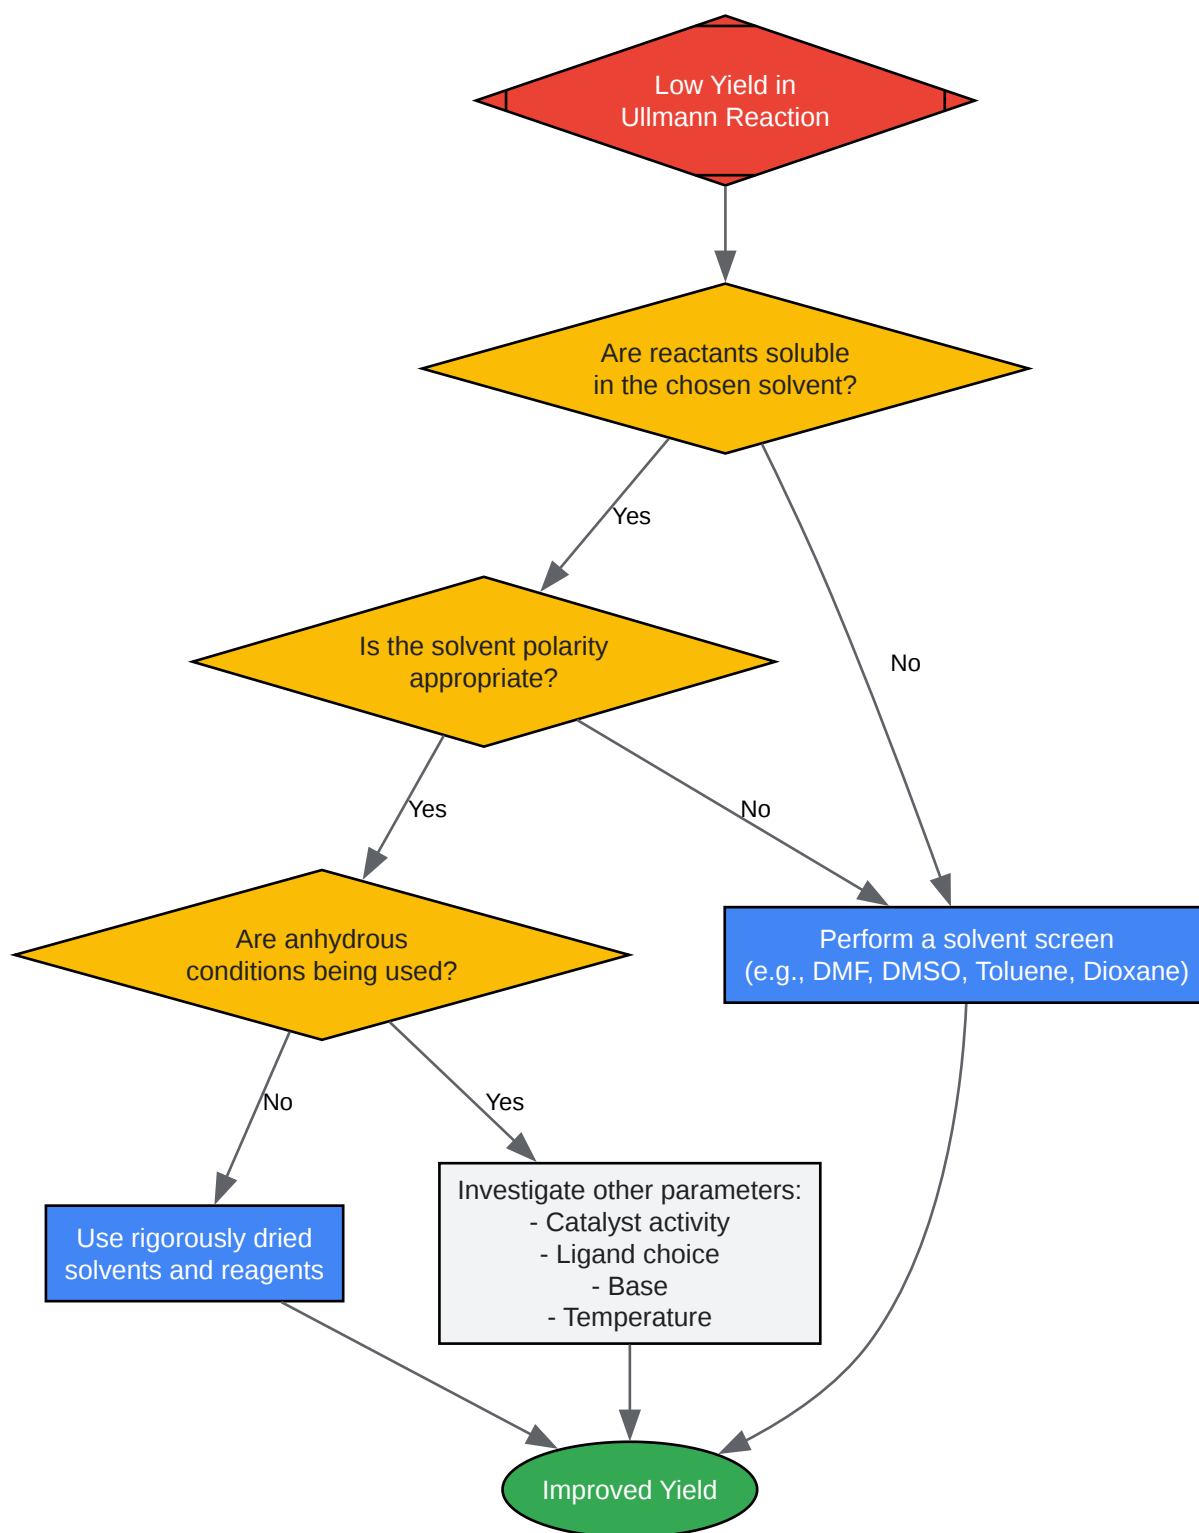 Low Yield in
Ullmann Reaction
Are reactants soluble
in the chosen solvent?
Yes
No
Is the solvent polarity
appropriate?
Yes
No
Are anhydrous
conditions being used?
Perform a solvent screen
(e.g., DMF, DMSO, Toluene, Dioxane)
No
Yes
Use rigorously dried
solvents and reagents
Investigate other parameters:
- Catalyst activity
- Ligand choice
- Base
- Temperature
Improved Yield